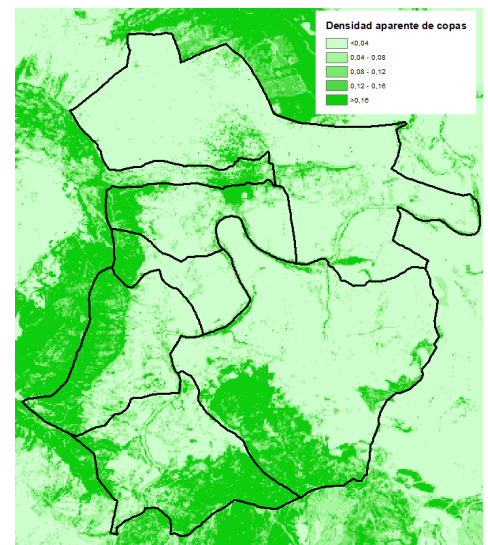 Densidad aparente de copas
<0,04
0,04 - 0,08
0,08 - 0,12
0,12 - 0,16
>0,16